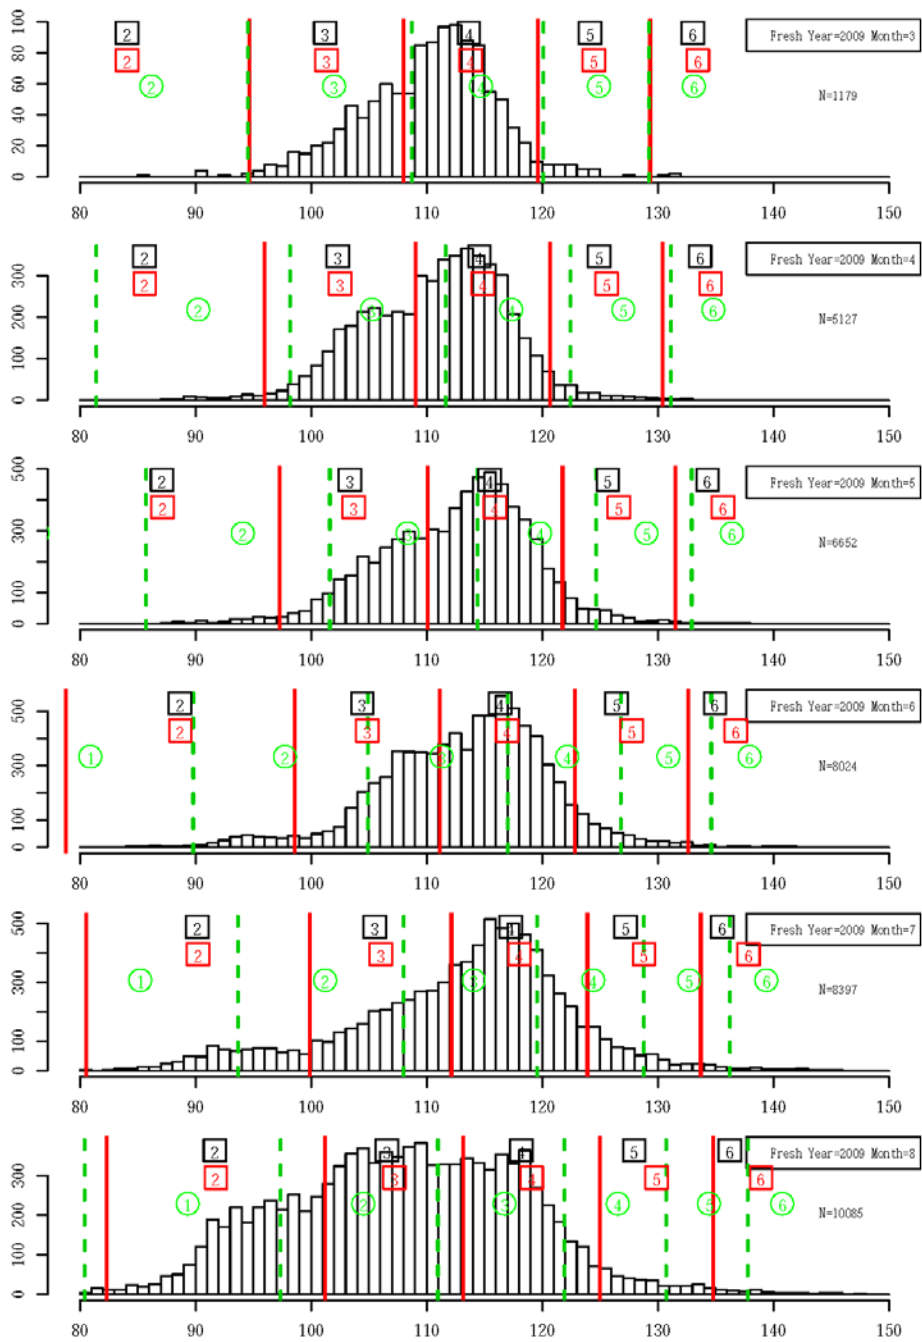 0 20 40 60 80 100
2 3 4 5 6
Fresh Year=2009 Month=3
2 3 4 5 6
2 3 4 5 6
N=1179
80 90 100 110 120 130 140 150
0 100 200 300
2 3 4 5 6
Fresh Year=2009 Month=4
2 3 4 5 6
2 3 4 5 6
N=5127
80 90 100 110 120 130 140 150
0 100 300 500
2 3 4 5 6
Fresh Year=2009 Month=5
2 3 4 5 6
2 3 4 5 6
N=6652
80 90 100 110 120 130 140 150
0 100 300 500
2 3 4 5 6
Fresh Year=2009 Month=6
2 3 4 5 6
1 2 3 4 5 6
N=8024
80 90 100 110 120 130 140 150
0 100 300 500
2 3 4 5 6
Fresh Year=2009 Month=7
2 3 4 5 6
1 2 3 4 5 6
N=8397
80 90 100 110 120 130 140 150
0 100 200 300 400
2 3 4 5 6
Fresh Year=2009 Month=8
2 3 4 5 6
1 2 3 4 5 6
N=10085
80 90 100 110 120 130 140 150